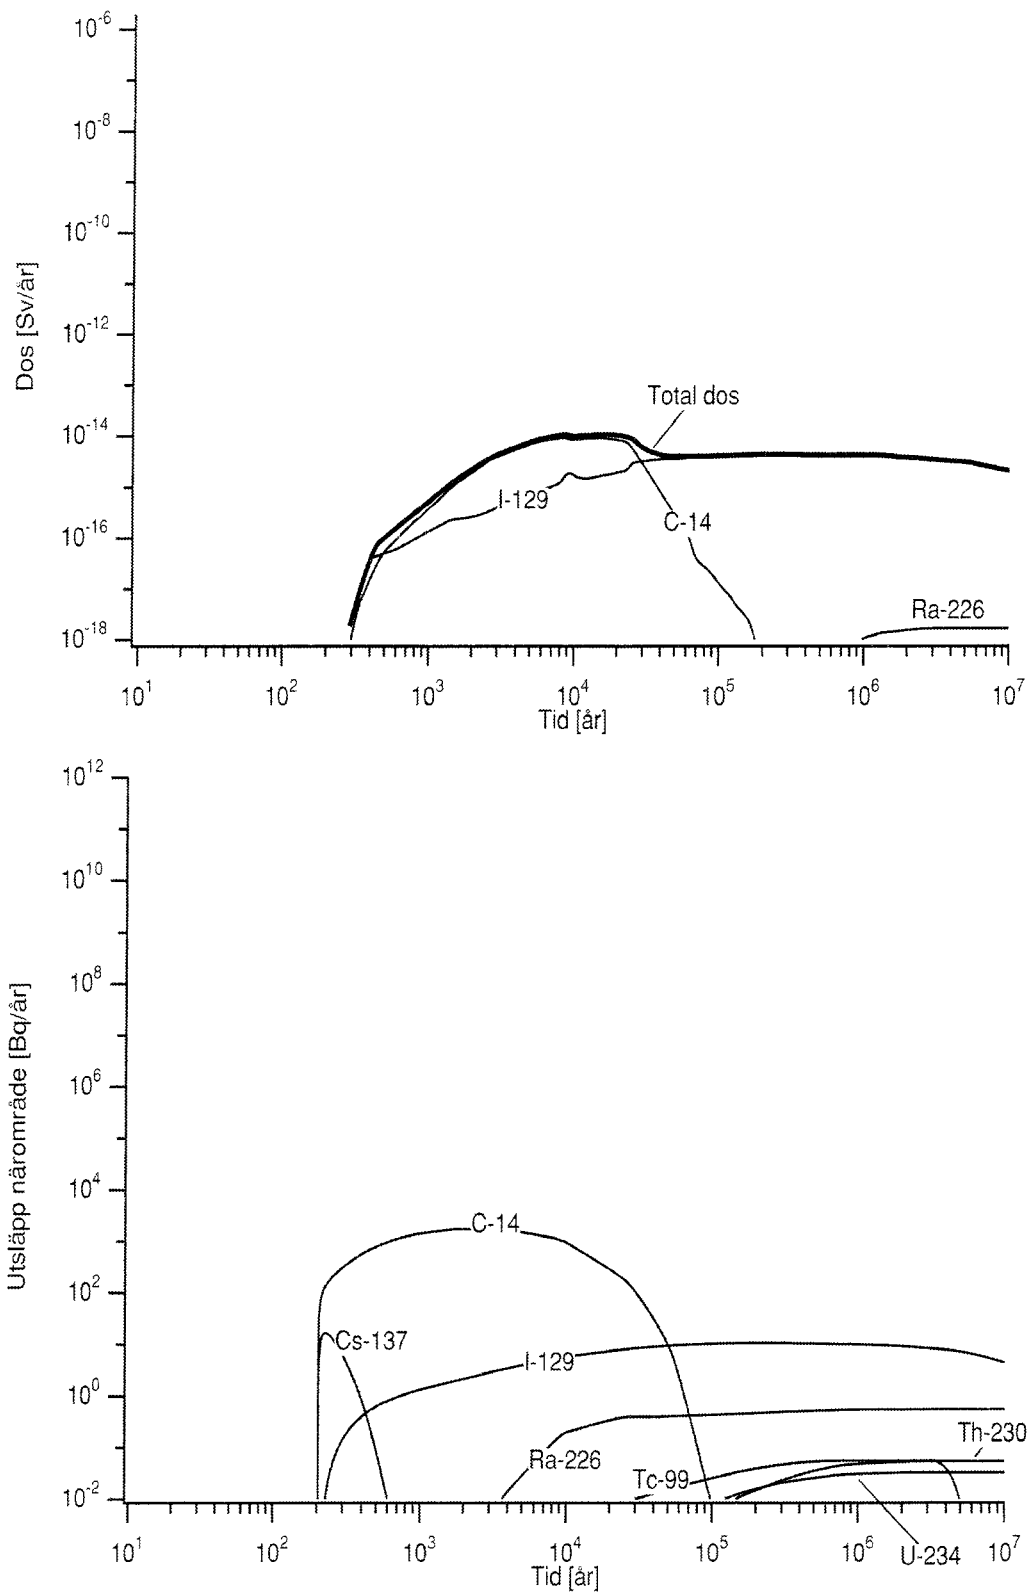 10^-6
10^-8
10^-10
10^-12
10^-14
10^-16
10^-18
Dos [Sv/år]
Total dos
I-129
C-14
Ra-226
10^1 10^2 10^3 10^4 10^5 10^6 10^7
Tid [år]
10^12
10^10
10^8
10^6
10^4
10^2
10^0
10^-2
Utsläpp närområde [Bq/år]
C-14
Cs-137
I-129
Th-230
Ra-226
Tc-99
U-234
10^1 10^2 10^3 10^4 10^5 10^6 10^7
Tid [år]